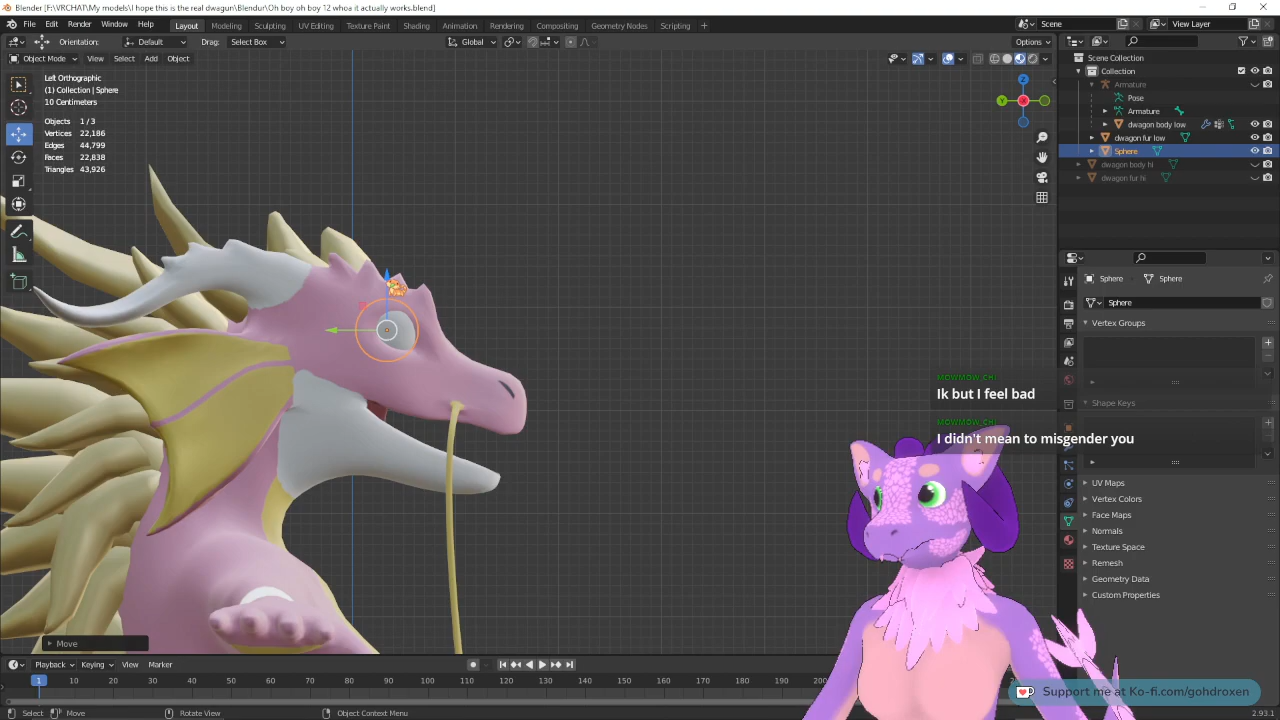 Blender [F:\VRCHAT\My models\I hope this is the real dwagun\Blendur\Oh boy oh boy 12 whoa it actually works.blend]
File Edit Render Window Help Layout Modeling Sculpting UV Editing Texture Paint Shading Animation Rendering Compositing Geometry Nodes Scripting + Scene View Layer
Orientation: Default Drag: Select Box Global Options
Object Mode View Select Add Object
Left Orthographic
(1) Collection | Sphere
10 Centimeters
Objects 1 / 3
Vertices 22,186
Edges 44,799
Faces 22,838
Triangles 43,926
Z
Y
X
Scene Collection
Collection
Armature
Pose
Armature
dwagon body low
dwagon fur low
Sphere
dwagon body hi
dwagon fur hi
Sphere Sphere
Sphere
Vertex Groups
Shape Keys
UV Maps
Vertex Colors
Face Maps
Normals
Texture Space
Remesh
Geometry Data
Custom Properties
MOWMOW_CHI
Ik but I feel bad
MOWMOW_CHI
I didn't mean to misgender you
Move
Playback Keying View Marker
1 10 20 30 40 50 60 70 80 90 100 110 120 130 140 150 160 170 180 190 200
Support me at Ko-fi.com/gohdroxen
Select Move Rotate View Object Context Menu 2.93.1